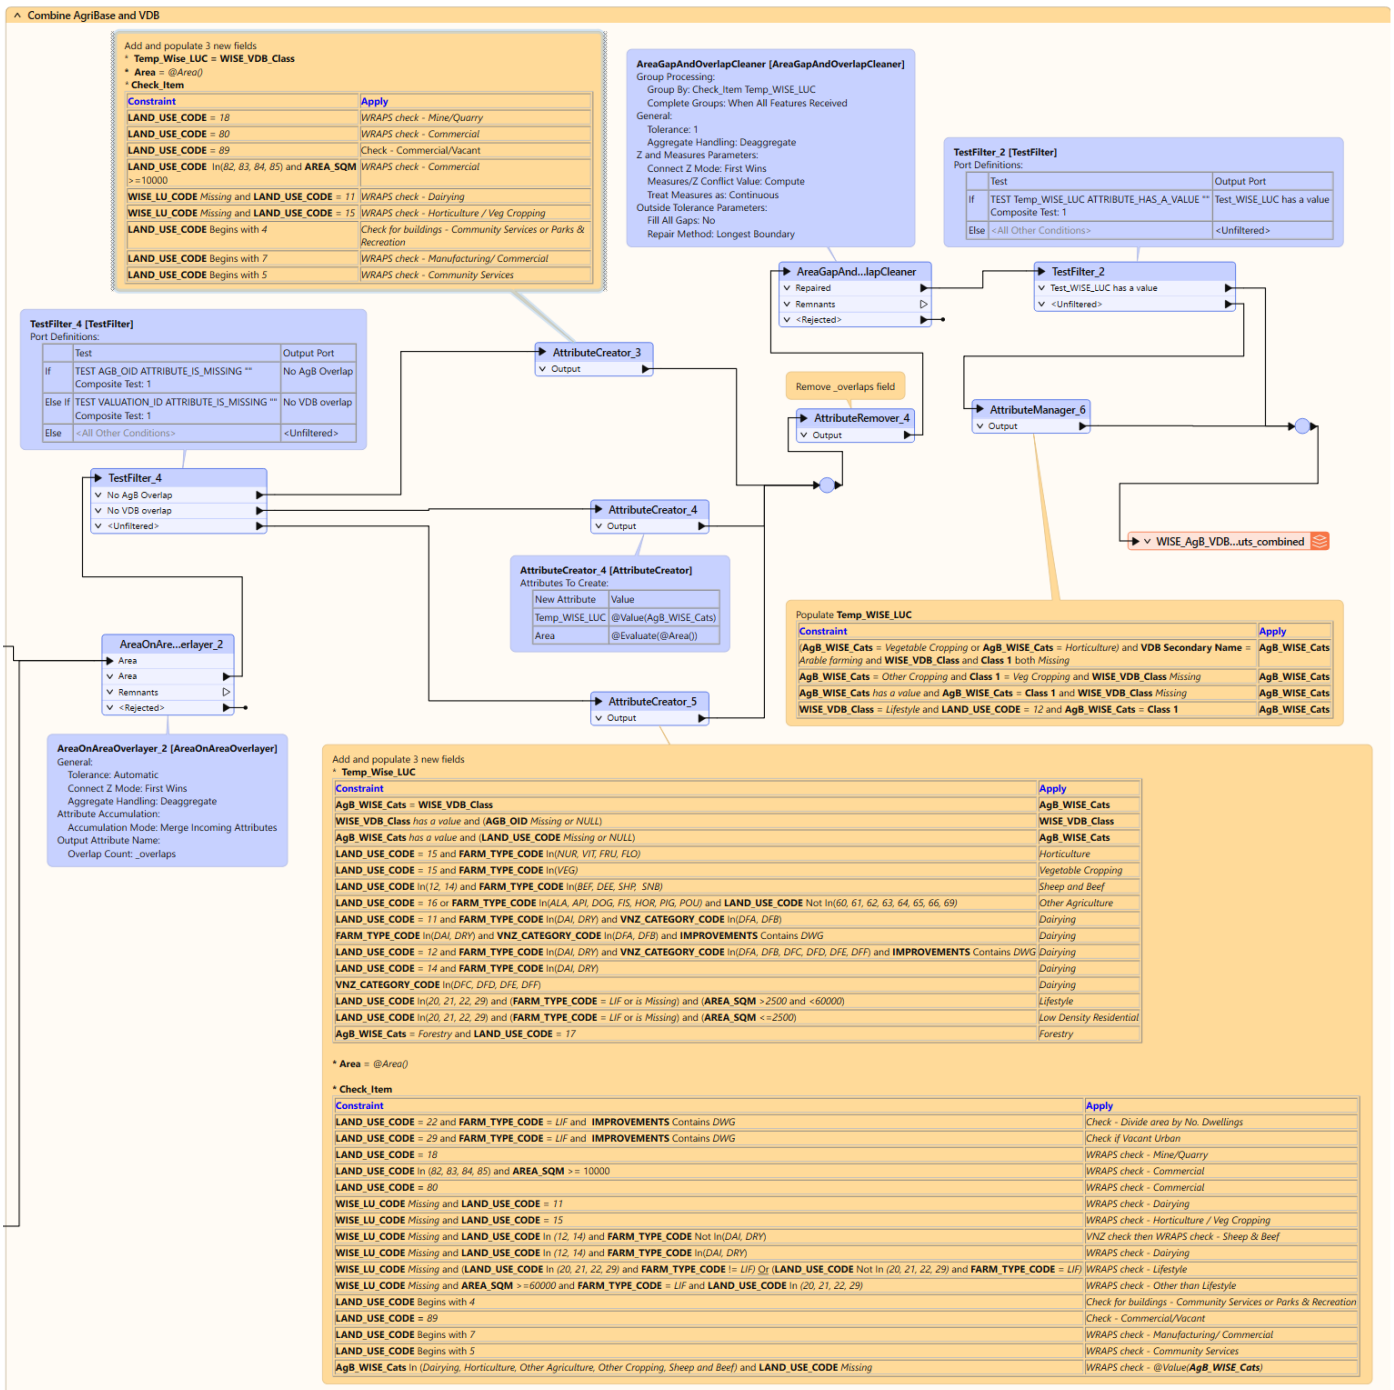 Combine AgriBase and VDB
Add and populate 3 new fields
* Temp_Wise_LUC = WISE_VDB_Class
* Area = @Area()
* Check_Item
Constraint Apply
LAND_USE_CODE = 18 WRAPS check - Mine/Quarry
LAND_USE_CODE = 80 WRAPS check - Commercial
LAND_USE_CODE = 89 Check - Commercial/Vacant
LAND_USE_CODE In(82, 83, 84, 85) and AREA_SQM WRAPS check - Commercial
>=10000
WISE_LU_CODE Missing and LAND_USE_CODE = 11 WRAPS check - Dairying
WISE_LU_CODE Missing and LAND_USE_CODE = 15 WRAPS check - Horticulture / Veg Cropping
LAND_USE_CODE Begins with 4 Check for buildings - Community Services or Parks &
Recreation
LAND_USE_CODE Begins with 7 WRAPS check - Manufacturing/ Commercial
LAND_USE_CODE Begins with 5 WRAPS check - Community Services
AreaGapAndOverlapCleaner [AreaGapAndOverlapCleaner]
Group Processing:
Group By: Check_Item Temp_WISE_LUC
Complete Groups: When All Features Received
General:
Tolerance: 1
Aggregate Handling: Deaggregate
Z and Measures Parameters:
Connect Z Mode: First Wins
Measures/Z Conflict Value: Compute
Treat Measures as: Continuous
Outside Tolerance Parameters:
Fill All Gaps: No
Repair Method: Longest Boundary
TestFilter_2 [TestFilter]
Port Definitions:
Test Output Port
If TEST Temp_WISE_LUC ATTRIBUTE_HAS_A_VALUE "" Test_WISE_LUC has a value
Composite Test: 1
Else <All Other Conditions> <Unfiltered>
AreaGapAnd...lapCleaner
Repaired
Remnants
<Rejected>
TestFilter_2
Test_WISE_LUC has a value
<Unfiltered>
TestFilter_4 [TestFilter]
Port Definitions:
Test Output Port
If TEST AGB_OID ATTRIBUTE_IS_MISSING "" No AgB Overlap
Composite Test: 1
Else If TEST VALUATION_ID ATTRIBUTE_IS_MISSING "" No VDB overlap
Composite Test: 1
Else <All Other Conditions> <Unfiltered>
AttributeCreator_3
Output
Remove _overlaps field
AttributeRemover_4
Output
AttributeManager_6
Output
TestFilter_4
No AgB Overlap
No VDB overlap
<Unfiltered>
AttributeCreator_4
Output
WISE_AgB_VDB...uts_combined
AttributeCreator_4 [AttributeCreator]
Attributes To Create:
New Attribute Value
Temp_WISE_LUC @Value(AgB_WISE_Cats)
Area @Evaluate(@Area())
Populate Temp_WISE_LUC
Constraint Apply
(AgB_WISE_Cats = Vegetable Cropping or AgB_WISE_Cats = Horticulture) and VDB Secondary Name = AgB_WISE_Cats
Arable farming and WISE_VDB_Class and Class 1 both Missing
AgB_WISE_Cats = Other Cropping and Class 1 = Veg Cropping and WISE_VDB_Class Missing AgB_WISE_Cats
AgB_WISE_Cats has a value and AgB_WISE_Cats = Class 1 and WISE_VDB_Class Missing AgB_WISE_Cats
WISE_VDB_Class = Lifestyle and LAND_USE_CODE = 12 and AgB_WISE_Cats = Class 1 AgB_WISE_Cats
AreaOnAre...erlayer_2
Area
Area
Remnants
<Rejected>
AttributeCreator_5
Output
AreaOnAreaOverlayer_2 [AreaOnAreaOverlayer]
General:
Tolerance: Automatic
Connect Z Mode: First Wins
Aggregate Handling: Deaggregate
Attribute Accumulation:
Accumulation Mode: Merge Incoming Attributes
Output Attribute Name:
Overlap Count: _overlaps
Add and populate 3 new fields
* Temp_Wise_LUC
Constraint Apply
AgB_WISE_Cats = WISE_VDB_Class AgB_WISE_Cats
WISE_VDB_Class has a value and (AGB_OID Missing or NULL) WISE_VDB_Class
AgB_WISE_Cats has a value and (LAND_USE_CODE Missing or NULL) AgB_WISE_Cats
LAND_USE_CODE = 15 and FARM_TYPE_CODE In(NUR, VIT, FRU, FLO) Horticulture
LAND_USE_CODE = 15 and FARM_TYPE_CODE In(VEG) Vegetable Cropping
LAND_USE_CODE In(12, 14) and FARM_TYPE_CODE In(BEF, DEE, SHP, SNB) Sheep and Beef
LAND_USE_CODE = 16 or FARM_TYPE_CODE In(ALA, API, DOG, FIS, HOR, PIG, POU) and LAND_USE_CODE Not In(60, 61, 62, 63, 64, 65, 66, 69) Other Agriculture
LAND_USE_CODE = 11 and FARM_TYPE_CODE In(DAI, DRY) and VNZ_CATEGORY_CODE In(DFA, DFB) Dairying
FARM_TYPE_CODE In(DAI, DRY) and VNZ_CATEGORY_CODE In(DFA, DFB) and IMPROVEMENTS Contains DWG Dairying
LAND_USE_CODE = 12 and FARM_TYPE_CODE In(DAI, DRY) and VNZ_CATEGORY_CODE In(DFA, DFB, DFC, DFD, DFE, DFF) and IMPROVEMENTS Contains DWG Dairying
LAND_USE_CODE = 14 and FARM_TYPE_CODE In(DAI, DRY) Dairying
VNZ_CATEGORY_CODE In(DFC, DFD, DFE, DFF) Dairying
LAND_USE_CODE In(20, 21, 22, 29) and (FARM_TYPE_CODE = LIF or is Missing) and (AREA_SQM >2500 and <60000) Lifestyle
LAND_USE_CODE In(20, 21, 22, 29) and (FARM_TYPE_CODE = LIF or is Missing) and (AREA_SQM <=2500) Low Density Residential
AgB_WISE_Cats = Forestry and LAND_USE_CODE = 17 Forestry
* Area = @Area()
* Check_Item
Constraint Apply
LAND_USE_CODE = 22 and FARM_TYPE_CODE = LIF and IMPROVEMENTS Contains DWG Check - Divide area by No. Dwellings
LAND_USE_CODE = 29 and FARM_TYPE_CODE = LIF and IMPROVEMENTS Contains DWG Check if Vacant Urban
LAND_USE_CODE = 18 WRAPS check - Mine/Quarry
LAND_USE_CODE In (82, 83, 84, 85) and AREA_SQM >= 10000 WRAPS check - Commercial
LAND_USE_CODE = 80 WRAPS check - Commercial
WISE_LU_CODE Missing and LAND_USE_CODE = 11 WRAPS check - Dairying
WISE_LU_CODE Missing and LAND_USE_CODE = 15 WRAPS check - Horticulture / Veg Cropping
WISE_LU_CODE Missing and LAND_USE_CODE In (12, 14) and FARM_TYPE_CODE Not In(DAI, DRY) VNZ check then WRAPS check - Sheep & Beef
WISE_LU_CODE Missing and LAND_USE_CODE In (12, 14) and FARM_TYPE_CODE In(DAI, DRY) WRAPS check - Dairying
WISE_LU_CODE Missing and (LAND_USE_CODE In (20, 21, 22, 29) and FARM_TYPE_CODE != LIF) Or (LAND_USE_CODE Not In (20, 21, 22, 29) and FARM_TYPE_CODE = LIF) WRAPS check - Lifestyle
WISE_LU_CODE Missing and AREA_SQM >=60000 and FARM_TYPE_CODE = LIF and LAND_USE_CODE In (20, 21, 22, 29) WRAPS check - Other than Lifestyle
LAND_USE_CODE Begins with 4 Check for buildings - Community Services or Parks & Recreation
LAND_USE_CODE = 89 Check - Commercial/Vacant
LAND_USE_CODE Begins with 7 WRAPS check - Manufacturing/ Commercial
LAND_USE_CODE Begins with 5 WRAPS check - Community Services
AgB_WISE_Cats In (Dairying, Horticulture, Other Agriculture, Other Cropping, Sheep and Beef) and LAND_USE_CODE Missing WRAPS check - @Value(AgB_WISE_Cats)